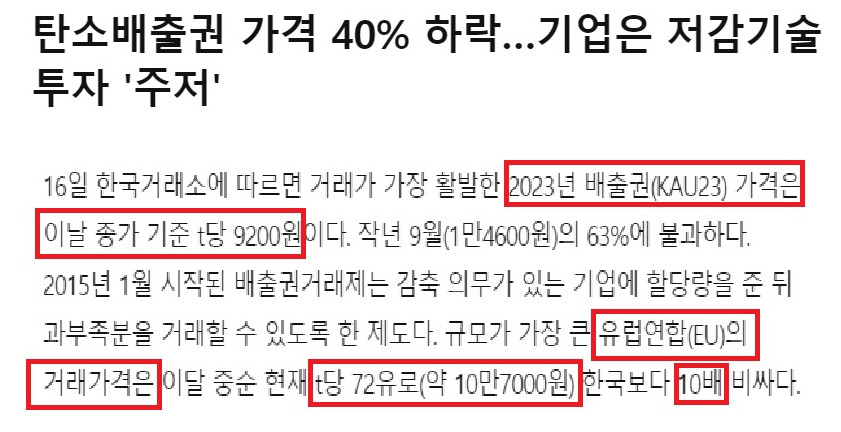 탄소배출권 가격 40% 하락...기업은 저감기술
투자 '주저'
16일 한국거래소에 따르면 거래가 가장 활발한 2023년 배출권(KAU23) 가격은
이날 종가 기준 t당 9200원이다. 작년 9월(1만4600원)의 63%에 불과하다.
2015년 1월 시작된 배출권거래제는 감축 의무가 있는 기업에 할당량을 준 뒤
과부족분을 거래할 수 있도록 한 제도다. 규모가 가장 큰 유럽연합(EU)의
거래가격은 이달 중순 현재 t당 72유로(약 10만7000원) 한국보다 10배 비싸다.